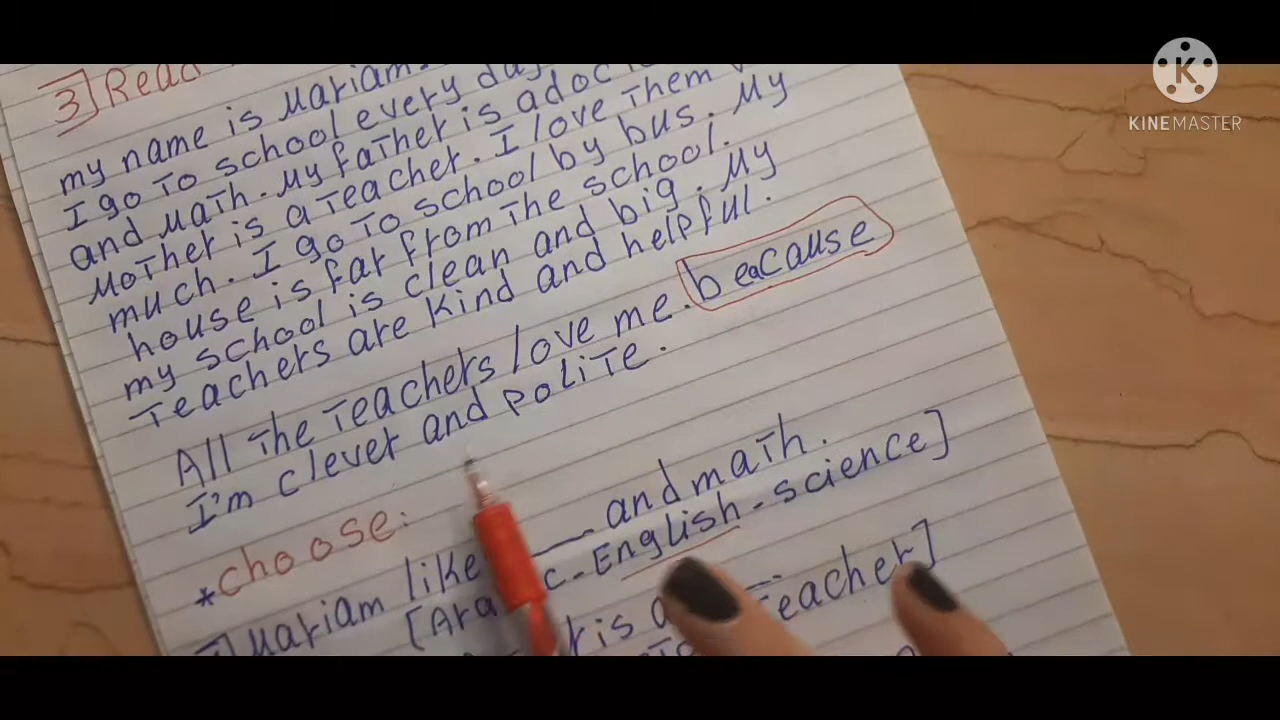 3] Read
my name is Mariam.
I go to school every day
and Math. My father is a doc
Mother is a Teacher. I love them
much. I go to school by bus. My
house is far from the school.
my school is clean and big. My
Teachers are kind and helpful.
All the Teachers love me. beacause
I'm clever and polite.
*choose:
Mariam like and math.
[Ara c-English-science]
r is a Teacher]
K
KINEMASTER